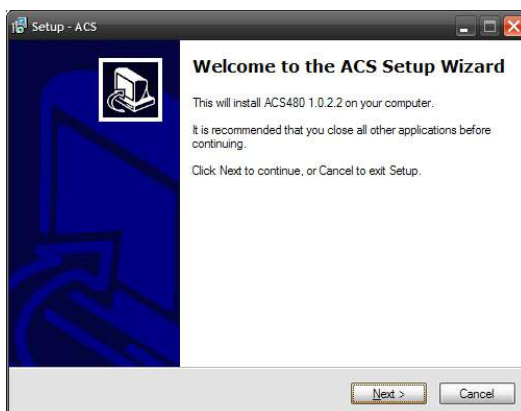 Setup - ACS
Welcome to the ACS Setup Wizard
This will install ACS480 1.0.2.2 on your computer.
It is recommended that you close all other applications before
continuing.
Click Next to continue, or Cancel to exit Setup.
Next >
Cancel